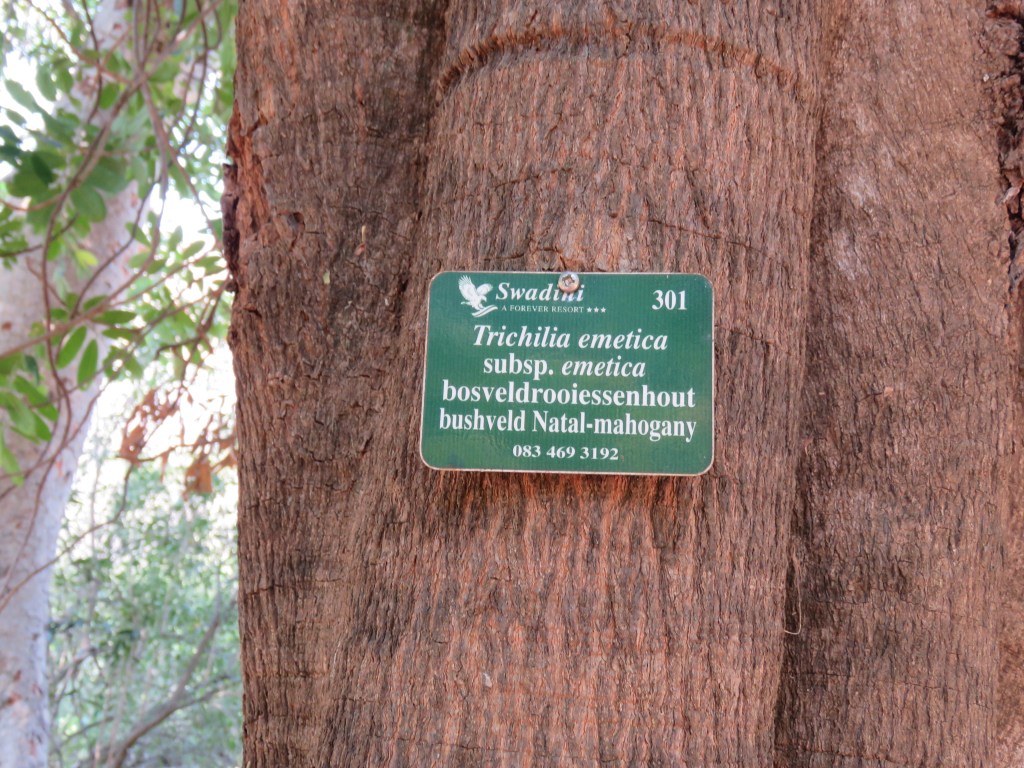 Swadini 301
A FOREVER RESORT ★★★
Trichilia emetica
subsp. emetica
bosveldrooiessenhout
bushveld Natal-mahogany
083 469 3192